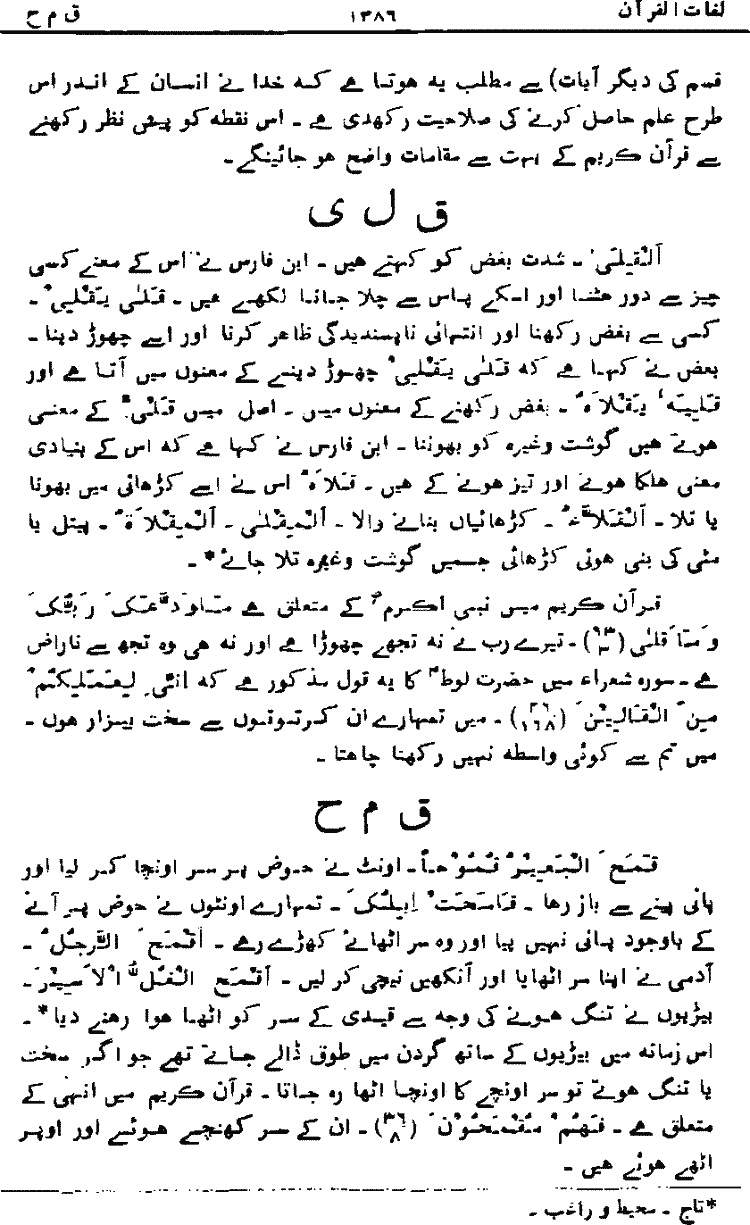 لغات القرآن ۱۳۸۶ ق م ح
قسم کی دیگر آیات) سے مطلب یہ ہوتا ہے کہ خدا نے انسان کے اندر اس
طرح علم حاصل کرنے کی صلاحیت رکھدی ہے ۔ اس نقطہ کو پیش نظر رکھنے
سے قرآن کریم کے بہت سے مقامات واضح ہو جائینگے۔
ق ل ی
اَلْقِلٰی ۔ شدت بغض کو کہتے ہیں ۔ ابن فارس نے اس کے معنے کسی
چیز سے دور ہٹنا اور اسکے پاس سے چلا جانا لکھے ہیں ۔ قَلٰی یَقْلِیْ ۔
کسی سے بغض رکھنا اور انتہائی ناپسندیدگی ظاہر کرنا اور اسے چھوڑ دینا ۔
بعض نے کہا ہے کہ قَلٰی یَقْلِیْ چھوڑ دینے کے معنوں میں آتا ہے اور
قَلِیَہٗ یَقْلَاہُ ۔ بغض رکھنے کے معنوں میں ۔ اصل میں قَلْیٌ کے معنی
ہوتے ہیں گوشت وغیرہ کو بھوننا ۔ ابن فارس نے کہا ہے کہ اس کے بنیادی
معنی ہلکا ہونے اور تیز ہونے کے ہیں ۔ قَلَاہُ اس نے اسے کڑھائی میں بھونا
یا تلا ۔ اَلْقَلَّاءُ ۔ کڑھائیاں بنانے والا ۔ اَلْمِقْلٰی ۔ اَلْمِقْلَاۃُ ۔ پیتل یا
مٹی کی بنی ہوئی کڑھائی جسمیں گوشت وغیرہ تلا جائے* ۔
قرآن کریم میں نبی اکرمؐ کے متعلق ہے مَا وَدَّعَکَ رَبُّکَ
وَ مَا قَلٰی (۹۳/۳) ۔ تیرے رب نے نہ تجھے چھوڑا ہے اور نہ ہی وہ تجھ سے ناراض
ہے ۔ سورہ شعراء میں حضرت لوطؑ کا یہ قول مذکور ہے کہ اِنِّیْ لِعَمَلِکُمْ
مِنَ الْقَالِیْنَ (۲۶/۱۶۸) ۔ میں تمہارے ان کرتوتوں سے سخت بیزار ہوں ۔
میں تم سے کوئی واسطہ نہیں رکھنا چاہتا ۔
ق م ح
قَمَحَ الْبَعِیْرُ قُمُوْحاً ۔ اونٹ نے حوض پر سر اونچا کر لیا اور
پانی پینے سے باز رہا ۔ قَامَحَتْ اِبِلُکَ ۔ تمہارے اونٹوں نے حوض پر آنے
کے باوجود پانی نہیں پیا اور وہ سر اٹھائے کھڑے رہے ۔ اَقْمَحَ الرَّجُلُ ۔
آدمی نے اپنا سر اٹھایا اور آنکھیں نیچی کر لیں ۔ اَقْمَحَ الْغُلُّ الْاَسِیْرَ ۔
بیڑیوں نے تنگ ہونے کی وجہ سے قیدی کے سر کو اٹھا ہوا رہنے دیا* ۔
اس زمانہ میں بیڑیوں کے ساتھ گردن میں طوق ڈالے جاتے تھے جو اگر سخت
یا تنگ ہوتے تو سر اونچے کا اونچا اٹھا رہ جاتا ۔ قرآن کریم میں انہی کے
متعلق ہے ۔ فَهُمْ مُقْمَحُوْنَ (۳۶/۸) ۔ ان کے سر کھنچے ہوئے اور اوپر
اٹھے ہوئے ہیں ۔
*تاج ۔ محیط و راغب ۔